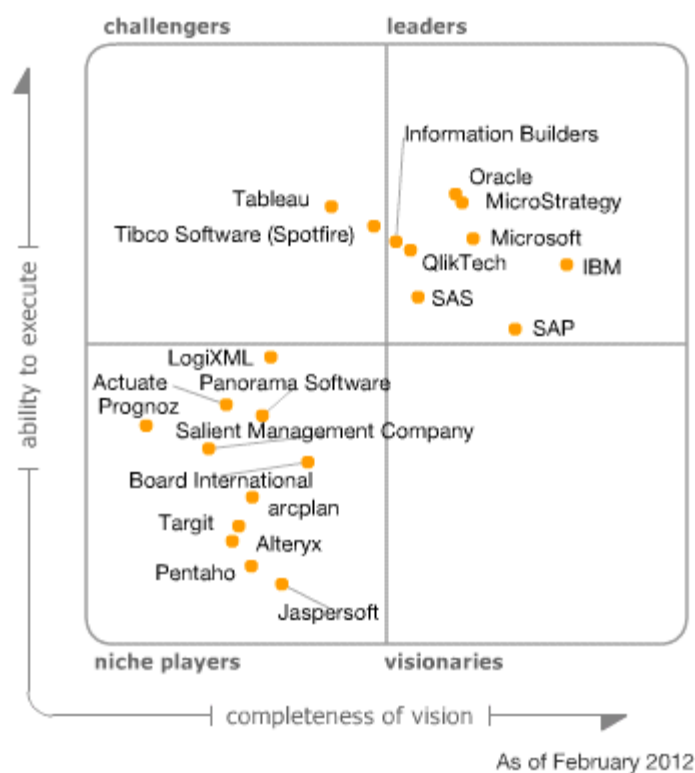 challengers
leaders
Information Builders
Oracle
Tableau
MicroStrategy
Tibco Software (Spotfire)
Microsoft
QlikTech
IBM
SAS
SAP
ability to execute
LogiXML
Actuate
Panorama Software
Prognoz
Salient Management Company
Board International
arcplan
Targit
Alteryx
Pentaho
Jaspersoft
niche players
visionaries
completeness of vision
As of February 2012